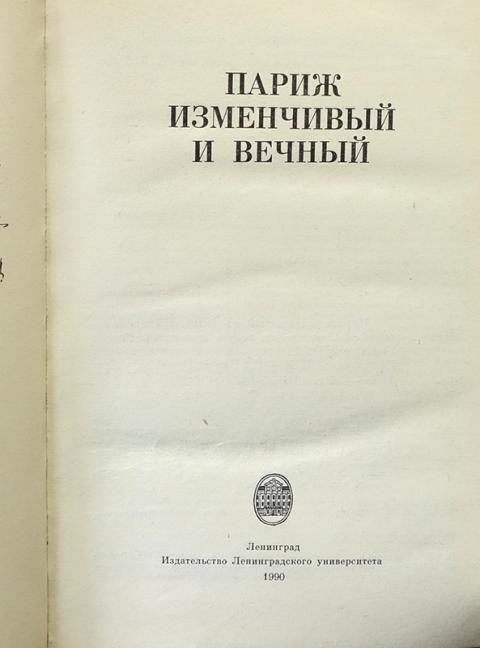 ПАРИЖ
ИЗМЕНЧИВЫЙ
И ВЕЧНЫЙ
Ленинград
Издательство Ленинградского университета
1990